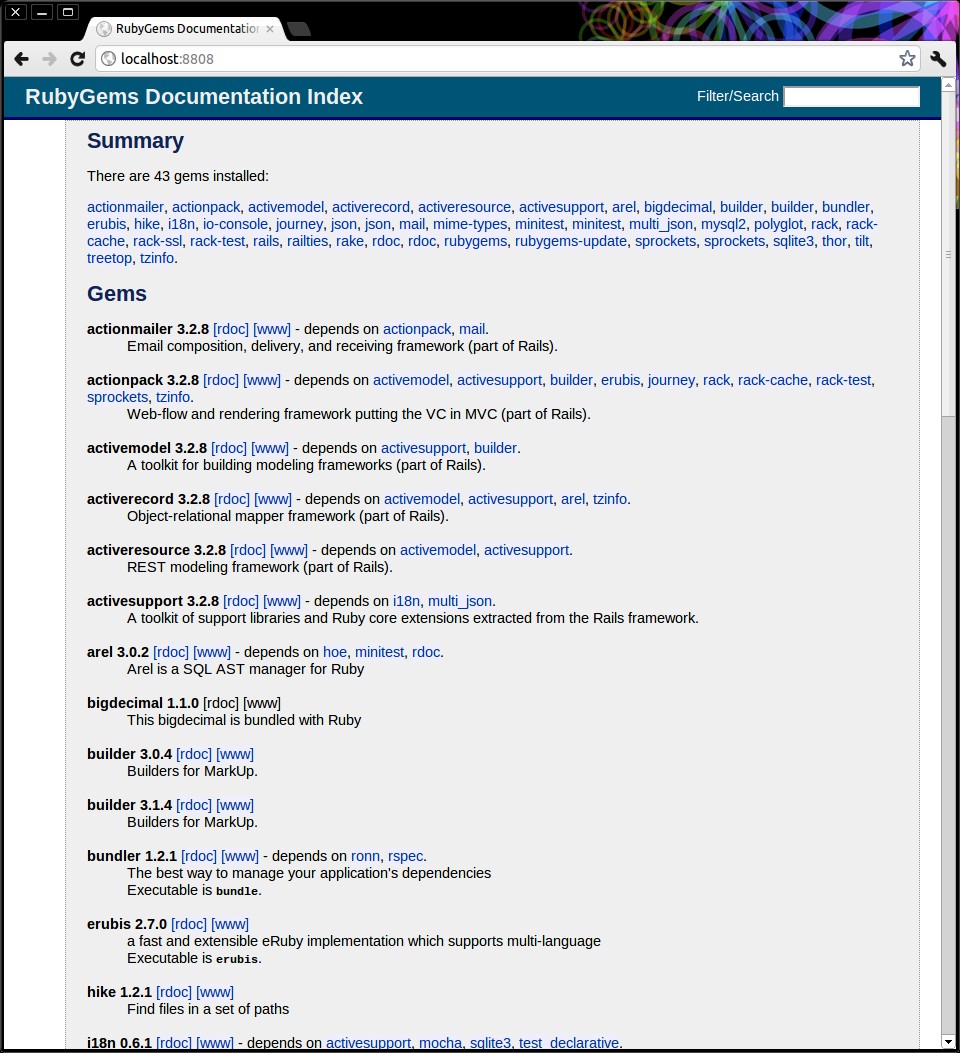 RubyGems Documentation
localhost:8808
RubyGems Documentation Index Filter/Search
Summary
There are 43 gems installed:
actionmailer, actionpack, activemodel, activerecord, activeresource, activesupport, arel, bigdecimal, builder, builder, bundler,
erubis, hike, i18n, io-console, journey, json, json, mail, mime-types, minitest, minitest, multi_json, mysql2, polyglot, rack, rack-
cache, rack-ssl, rack-test, rails, railties, rake, rdoc, rdoc, rubygems, rubygems-update, sprockets, sprockets, sqlite3, thor, tilt,
treetop, tzinfo.
Gems
actionmailer 3.2.8 [rdoc] [www] - depends on actionpack, mail.
Email composition, delivery, and receiving framework (part of Rails).
actionpack 3.2.8 [rdoc] [www] - depends on activemodel, activesupport, builder, erubis, journey, rack, rack-cache, rack-test,
sprockets, tzinfo.
Web-flow and rendering framework putting the VC in MVC (part of Rails).
activemodel 3.2.8 [rdoc] [www] - depends on activesupport, builder.
A toolkit for building modeling frameworks (part of Rails).
activerecord 3.2.8 [rdoc] [www] - depends on activemodel, activesupport, arel, tzinfo.
Object-relational mapper framework (part of Rails).
activeresource 3.2.8 [rdoc] [www] - depends on activemodel, activesupport.
REST modeling framework (part of Rails).
activesupport 3.2.8 [rdoc] [www] - depends on i18n, multi_json.
A toolkit of support libraries and Ruby core extensions extracted from the Rails framework.
arel 3.0.2 [rdoc] [www] - depends on hoe, minitest, rdoc.
Arel is a SQL AST manager for Ruby
bigdecimal 1.1.0 [rdoc] [www]
This bigdecimal is bundled with Ruby
builder 3.0.4 [rdoc] [www]
Builders for MarkUp.
builder 3.1.4 [rdoc] [www]
Builders for MarkUp.
bundler 1.2.1 [rdoc] [www] - depends on ronn, rspec.
The best way to manage your application's dependencies
Executable is bundle.
erubis 2.7.0 [rdoc] [www]
a fast and extensible eRuby implementation which supports multi-language
Executable is erubis.
hike 1.2.1 [rdoc] [www]
Find files in a set of paths
i18n 0.6.1 [rdoc] [www] - depends on activesupport, mocha, sqlite3, test_declarative.